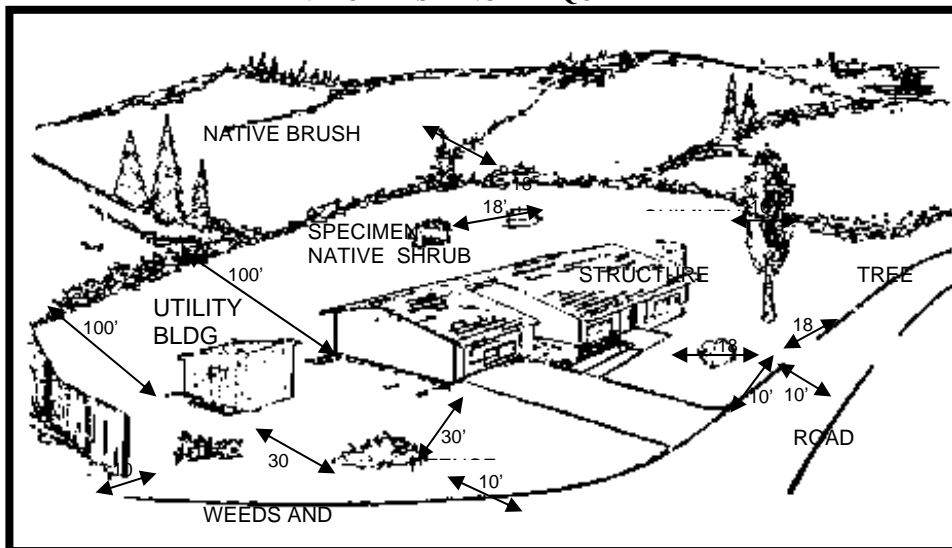 NATIVE BRUSH
18'
18'
SPECIMEN
NATIVE SHRUB
STRUCTURE
TREE
100'
UTILITY
BLDG
100'
18
18
10'
10'
30'
ROAD
30
10'
WEEDS AND